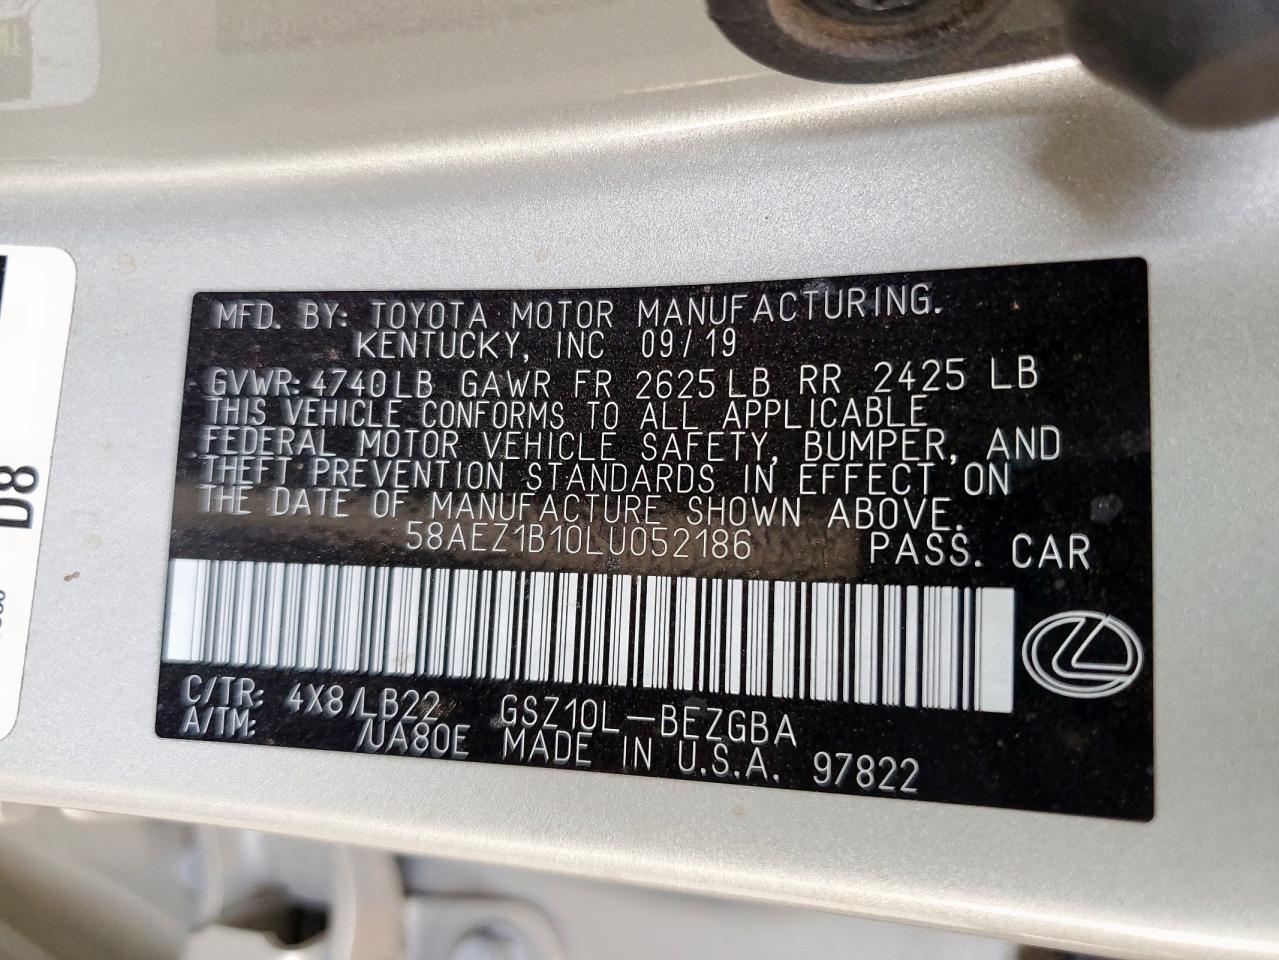 MFD. BY: TOYOTA MOTOR MANUFACTURING.
KENTUCKY, INC 09/19
GVWR: 4740LB GAWR FR 2625LB RR 2425 LB
THIS VEHICLE CONFORMS TO ALL APPLICABLE
FEDERAL MOTOR VEHICLE SAFETY, BUMPER, AND
THEFT PREVENTION STANDARDS IN EFFECT ON
THE DATE OF MANUFACTURE SHOWN ABOVE.
58AEZ1B10LU052186 PASS. CAR
C/TR: 4X8/LB22 GSZ10L-BEZGBA
A/TM: /UA80E MADE IN U.S.A. 97822
D8